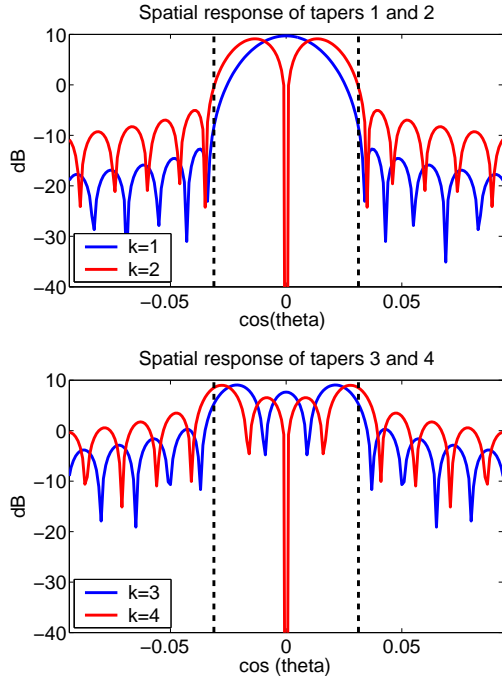 Spatial response of tapers 1 and 2
10
0
−10
−20
−30
−40
dB
k=1
k=2
−0.05
0
0.05
cos(theta)
Spatial response of tapers 3 and 4
10
0
−10
−20
−30
−40
dB
k=3
k=4
−0.05
0
0.05
cos (theta)